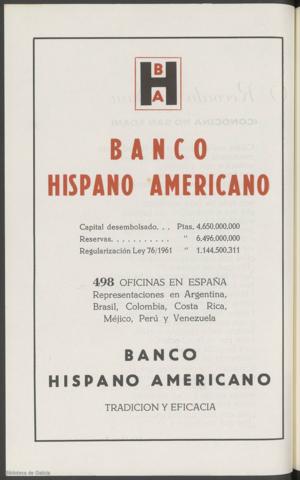 B
H
A
BANCO
HISPANO AMERICANO
Capital desembolsado. . . Ptas. 4.650.000.000
Reservas. . . . . . . . . . . " 6.496.000.000
Regularización Ley 76/1961 " 1.144.500.311
498 OFICINAS EN ESPAÑA
Representaciones en Argentina,
Brasil, Colombia, Costa Rica,
Méjico, Perú y Venezuela
BANCO
HISPANO AMERICANO
TRADICION Y EFICACIA
Biblioteca de Galicia